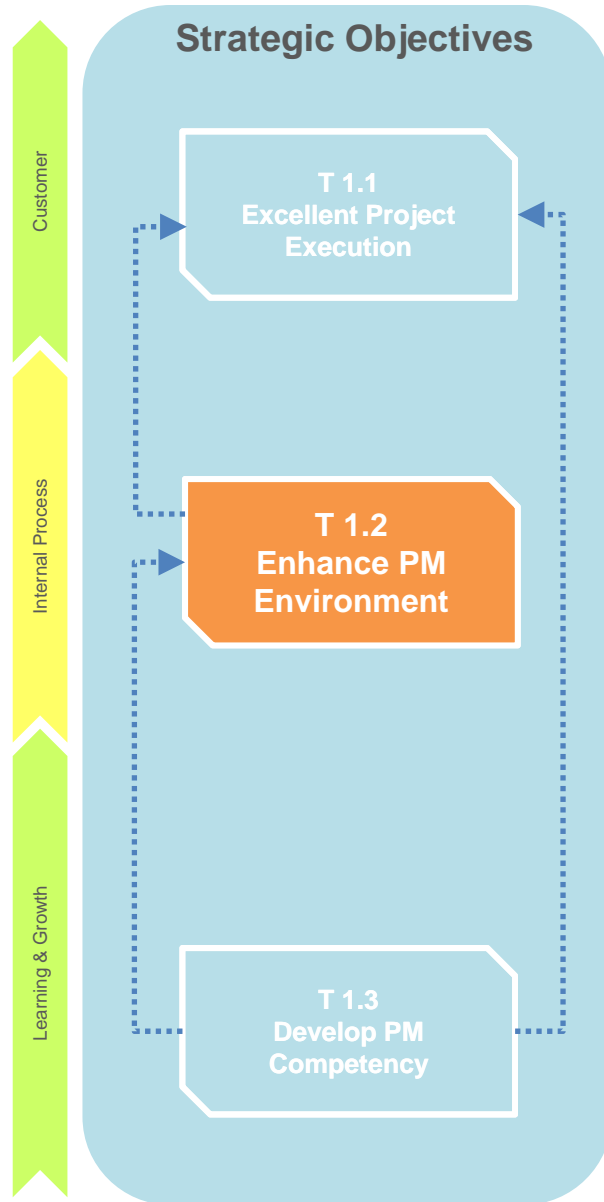 Strategic Objectives
Customer
T 1.1
Excellent Project
Execution
Internal Process
T 1.2
Enhance PM
Environment
Learning & Growth
T 1.3
Develop PM
Competency